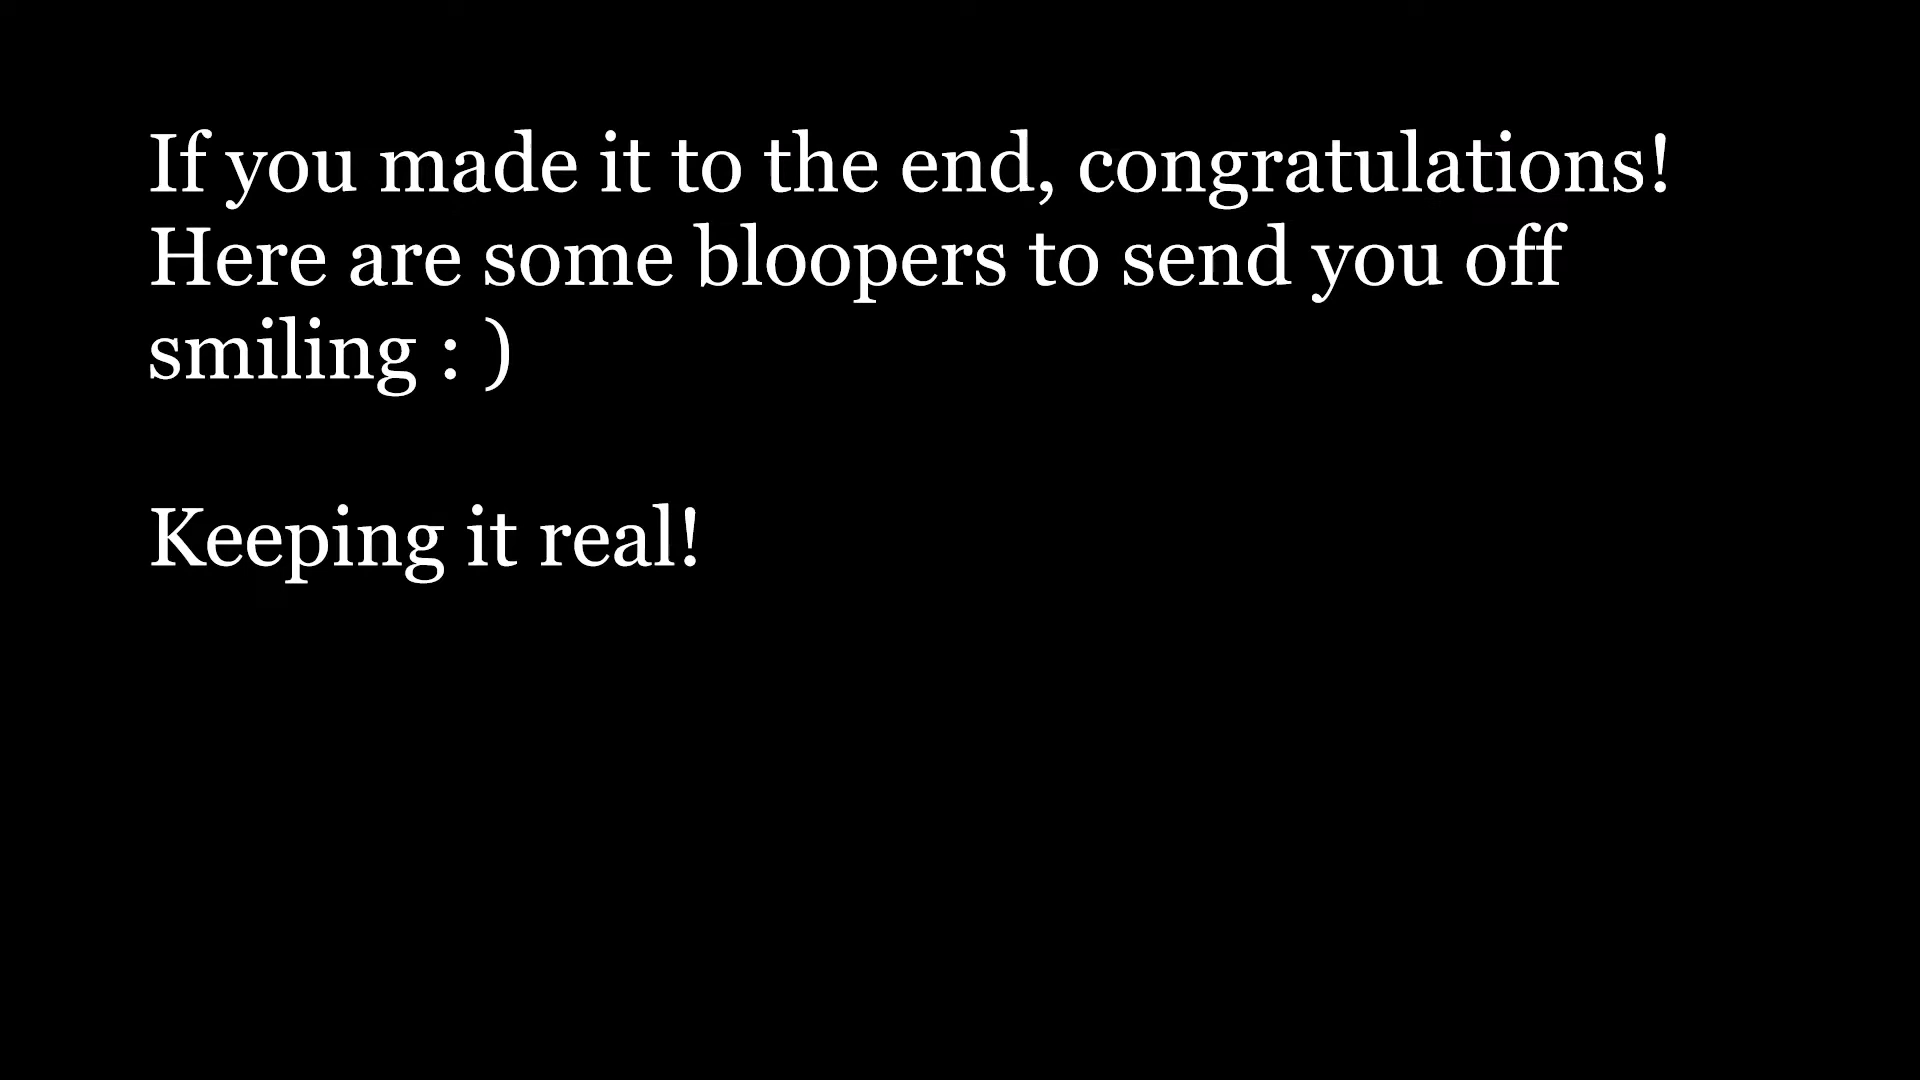 If you made it to the end, congratulations!
Here are some bloopers to send you off
smiling : )
Keeping it real!